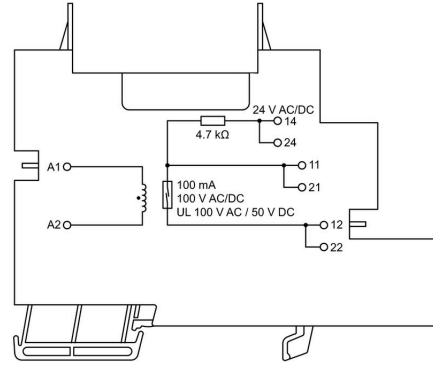 24 V AC/DC
14
4.7 kΩ
24
A1
11
21
100 mA
100 V AC/DC
UL 100 V AC / 50 V DC
A2
12
22